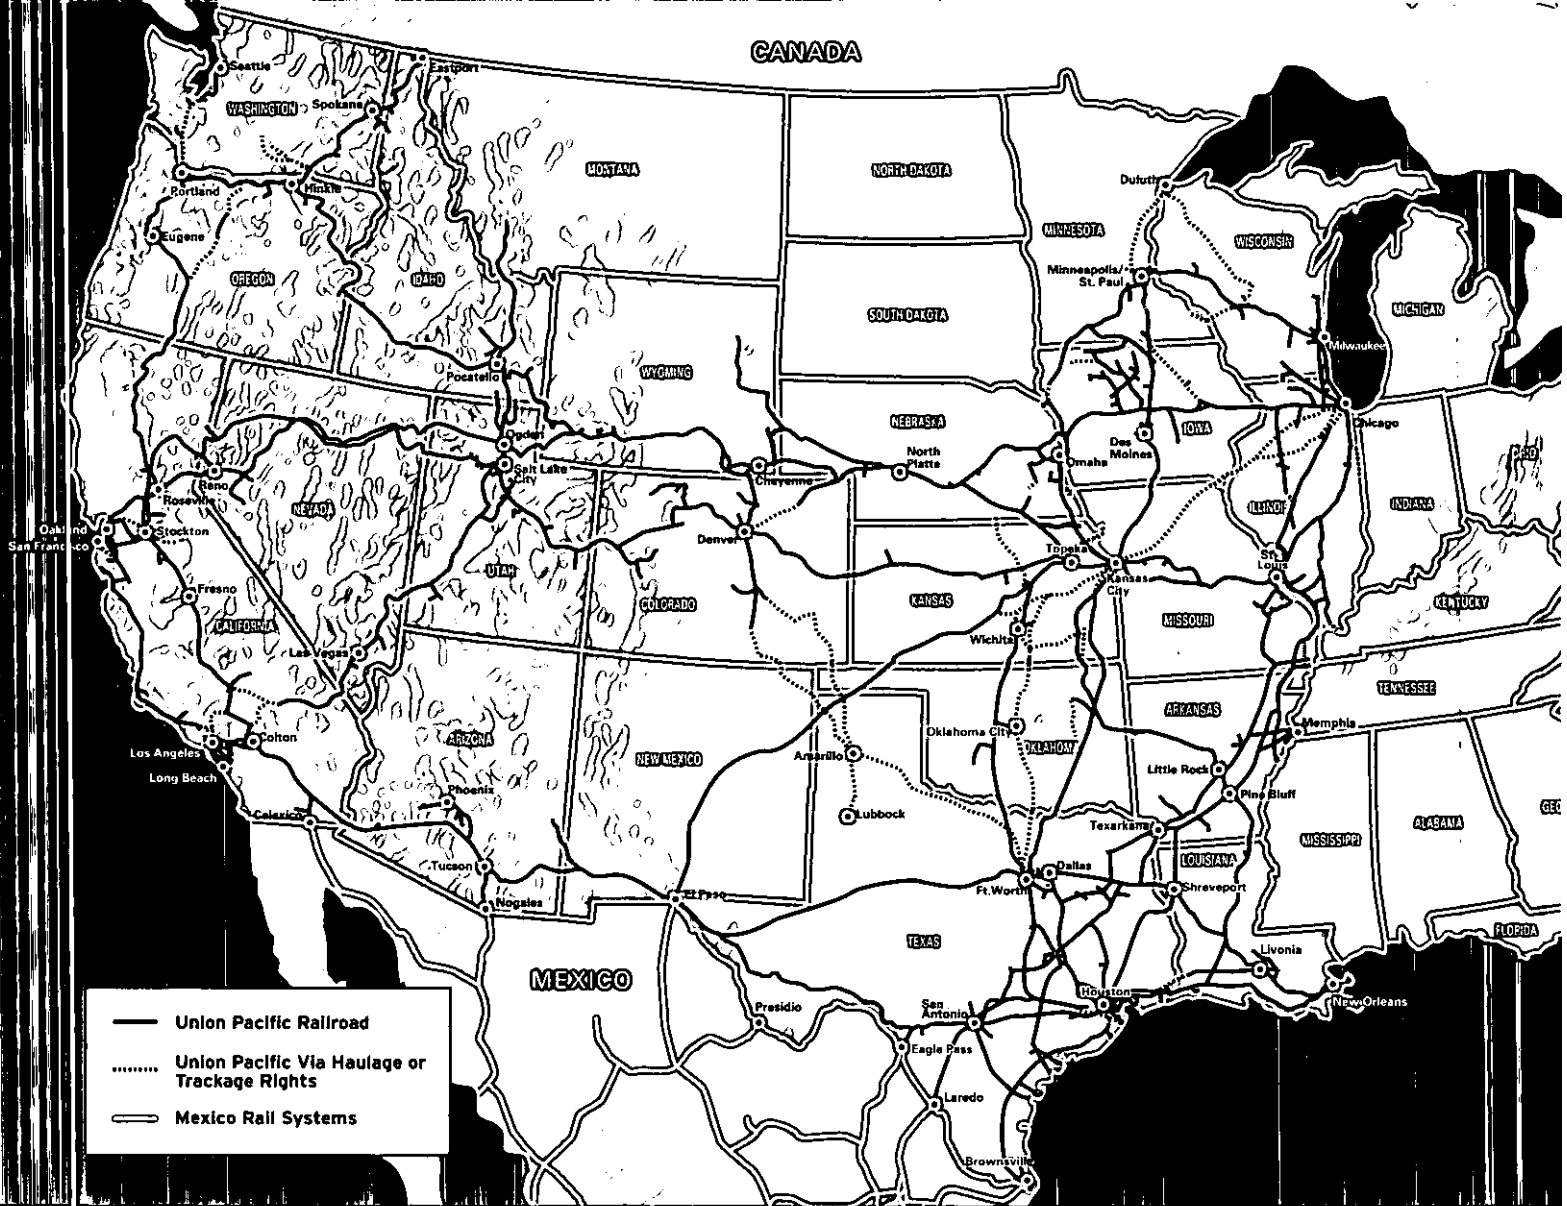 CANADA
Seattle
Eastport
WASHINGTON
Spokane
MONTANA
NORTH DAKOTA
Duluth
Portland
Hinkle
MINNESOTA
WISCONSIN
Eugene
OREGON
IDAHO
Minneapolis/
St. Paul
SOUTH DAKOTA
MICHIGAN
Milwaukee
Pocatello
WYOMING
NEBRASKA
IOWA
Chicago
Ogden
Des
Moines
North
Platte
Omaha
Salt Lake
City
Cheyenne
Reno
Roseville
NEVADA
ILLINOI
INDIANA
Oakland
Stockton
San Francisco
Denver
Topeka
St.
Louis
UTAH
Kansas
City
Fresno
COLORADO
KANSAS
KENTUCKY
CALIFORNIA
MISSOURI
Wichita
Las Vegas
TENNESSEE
ARKANSAS
Memphis
Oklahoma City
Colton
ARIZONA
OKLAHOM
Los Angeles
NEW MEXICO
Amarillo
Little Rock
Long Beach
Phoenix
Pine Bluff
Calexico
Lubbock
ALABAMA
GEO
Texarkana
MISSISSIPPI
Tucson
Dallas
LOUISIANA
Ft. Worth
Shreveport
El Paso
Nogales
FLORIDA
TEXAS
Livonia
MEXICO
Houston
New Orleans
Presidio
San
Antonio
Eagle Pass
Laredo
Brownsville
Union Pacific Railroad
Union Pacific Via Haulage or
Trackage Rights
Mexico Rail Systems